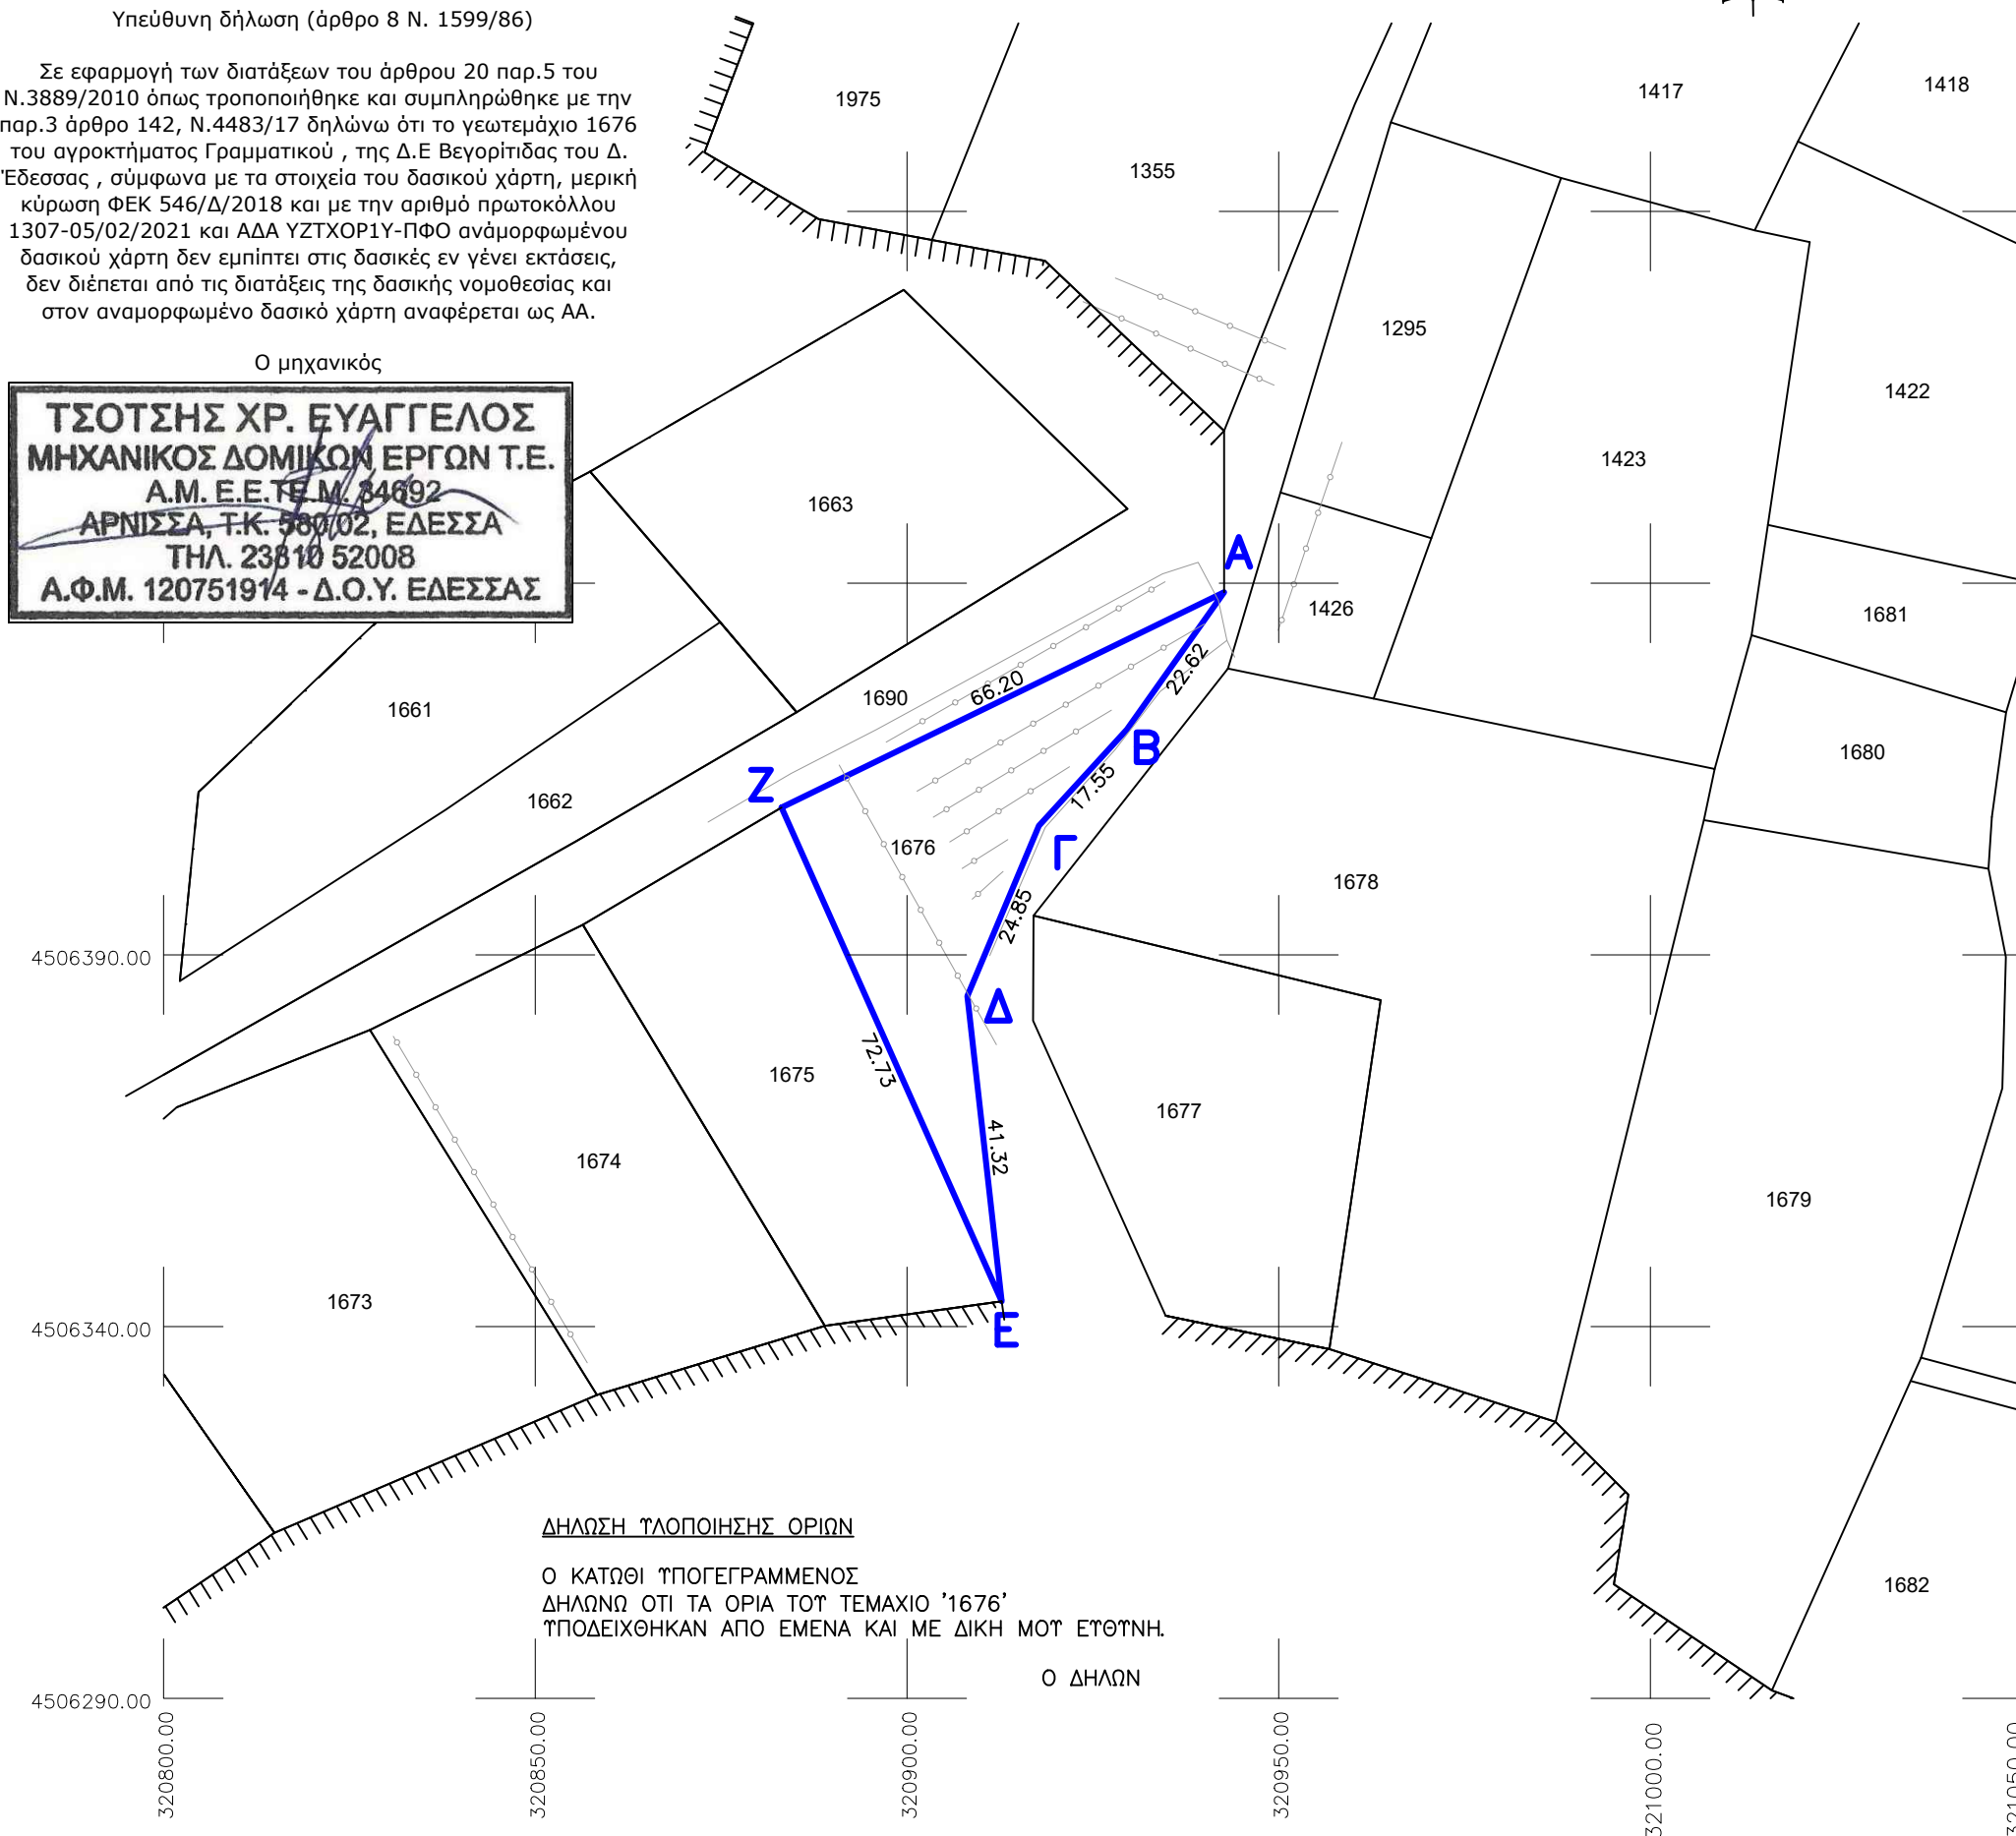 Υπεύθυνη δήλωση (άρθρο 8 Ν. 1599/86)
Σε εφαρμογή των διατάξεων του άρθρου 20 παρ.5 του
Ν.3889/2010 όπως τροποποιήθηκε και συμπληρώθηκε με την
παρ.3 άρθρο 142, Ν.4483/17 δηλώνω ότι το γεωτεμάχιο 1676
του αγροκτήματος Γραμματικού , της Δ.Ε Βεγορίτιδας του Δ.
Έδεσσας , σύμφωνα με τα στοιχεία του δασικού χάρτη, μερική
κύρωση ΦΕΚ 546/Δ/2018 και με την αριθμό πρωτοκόλλου
1307-05/02/2021 και ΑΔΑ ΥΖΤΧΟΡ1Υ-ΠΦΟ ανάμορφωμένου
δασικού χάρτη δεν εμπίπτει στις δασικές εν γένει εκτάσεις,
δεν διέπεται από τις διατάξεις της δασικής νομοθεσίας και
στον αναμορφωμένο δασικό χάρτη αναφέρεται ως ΑΑ.
Ο μηχανικός
ΤΣΟΤΣΗΣ ΧΡ. ΕΥΑΓΓΕΛΟΣ
ΜΗΧΑΝΙΚΟΣ ΔΟΜΙΚΩΝ ΕΡΓΩΝ Τ.Ε.
Α.Μ. Ε.Ε.ΤΕ.Μ. 34692
ΑΡΝΙΣΣΑ, Τ.Κ. 580 02, ΕΔΕΣΣΑ
ΤΗΛ. 23810 52008
Α.Φ.Μ. 120751914 - Δ.Ο.Υ. ΕΔΕΣΣΑΣ
1975
1355
1417
1418
1295
1422
1423
1663
Α
1426
1681
1661
1690
66.20
22.62
Β
1680
Ζ
1662
17.55
1676
Γ
1678
24.85
4506390.00
Δ
72.73
1675
1677
41.32
1674
1679
1673
4506340.00
Ε
ΔΗΛΩΣΗ ΥΛΟΠΟΙΗΣΗΣ ΟΡΙΩΝ
Ο ΚΑΤΩΘΙ ΥΠΟΓΕΓΡΑΜΜΕΝΟΣ
ΔΗΛΩΝΩ ΟΤΙ ΤΑ ΟΡΙΑ ΤΟΥ ΤΕΜΑΧΙΟ '1676'
ΥΠΟΔΕΙΧΘΗΚΑΝ ΑΠΟ ΕΜΕΝΑ ΚΑΙ ΜΕ ΔΙΚΗ ΜΟΥ ΕΥΘΥΝΗ.
1682
Ο ΔΗΛΩΝ
4506290.00
320800.00
320850.00
320900.00
320950.00
321000.00
321050.00